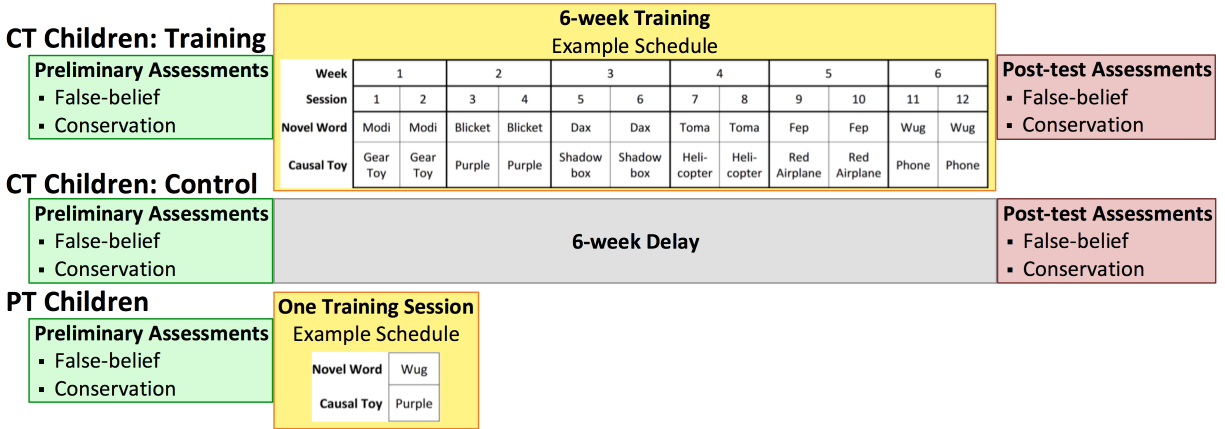 CT Children: Training
Preliminary Assessments
▪ False-belief
▪ Conservation
6-week Training
Example Schedule
Week 1 2 3 4 5 6
Session 1 2 3 4 5 6 7 8 9 10 11 12
Novel Word Modi Modi Blicket Blicket Dax Dax Toma Toma Fep Fep Wug Wug
Causal Toy Gear Toy Gear Toy Purple Purple Shadow box Shadow box Heli-copter Heli-copter Red Airplane Red Airplane Phone Phone
Post-test Assessments
▪ False-belief
▪ Conservation
CT Children: Control
Preliminary Assessments
▪ False-belief
▪ Conservation
6-week Delay
Post-test Assessments
▪ False-belief
▪ Conservation
PT Children
Preliminary Assessments
▪ False-belief
▪ Conservation
One Training Session
Example Schedule
Novel Word Wug
Causal Toy Purple